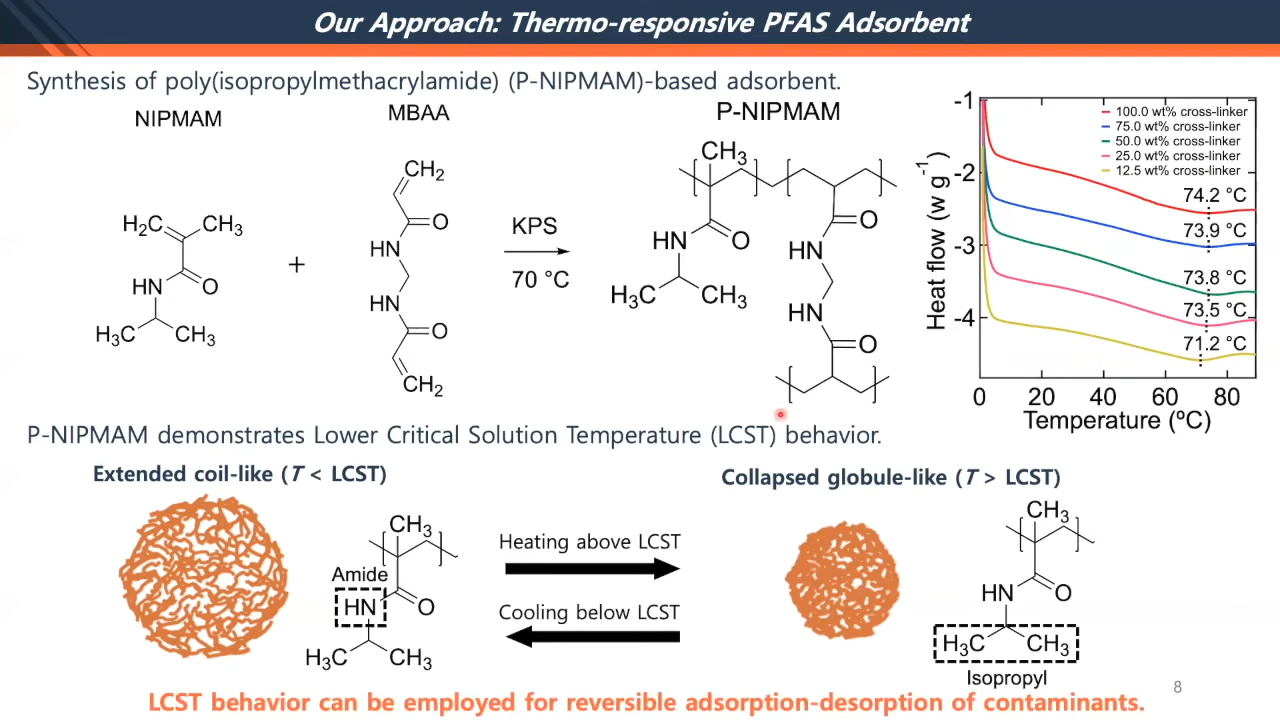 Our Approach: Thermo-responsive PFAS Adsorbent
Synthesis of poly(isopropylmethacrylamide) (P-NIPMAM)-based adsorbent.
NIPMAM
MBAA
P-NIPMAM
H₂C
CH₃
HN
O
H₃C
CH₃
+
CH₂
O
HN
HN
O
CH₂
KPS
70 °C
CH₃
O
HN
O
HN
H₃C
CH₃
HN
O
Heat flow (w g⁻¹)
-1
-2
-3
-4
100.0 wt% cross-linker
75.0 wt% cross-linker
50.0 wt% cross-linker
25.0 wt% cross-linker
12.5 wt% cross-linker
74.2 °C
73.9 °C
73.8 °C
73.5 °C
71.2 °C
0 20 40 60 80
Temperature (ºC)
P-NIPMAM demonstrates Lower Critical Solution Temperature (LCST) behavior.
Extended coil-like (T < LCST)
CH₃
Amide
HN
O
H₃C
CH₃
Heating above LCST
Cooling below LCST
Collapsed globule-like (T > LCST)
CH₃
HN
O
H₃C
CH₃
Isopropyl
8
LCST behavior can be employed for reversible adsorption-desorption of contaminants.